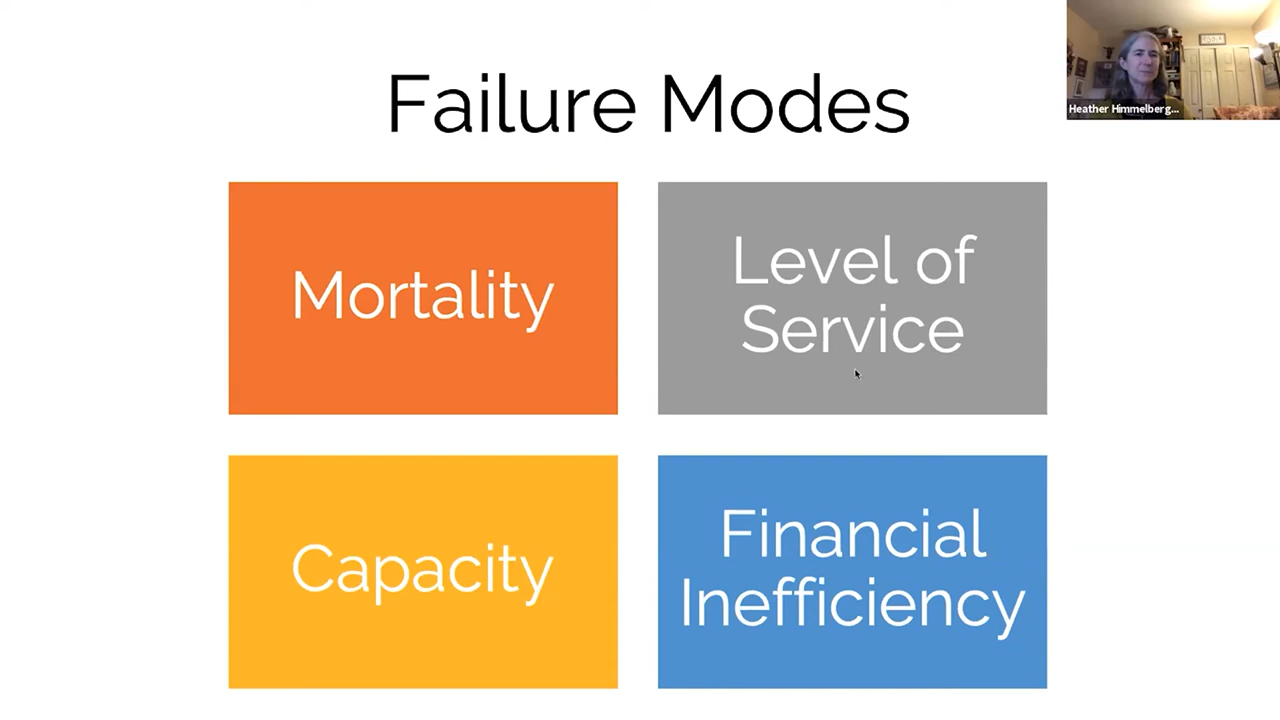 Failure Modes
Heather Himmelberg...
Mortality
Level of
Service
Capacity
Financial
Inefficiency